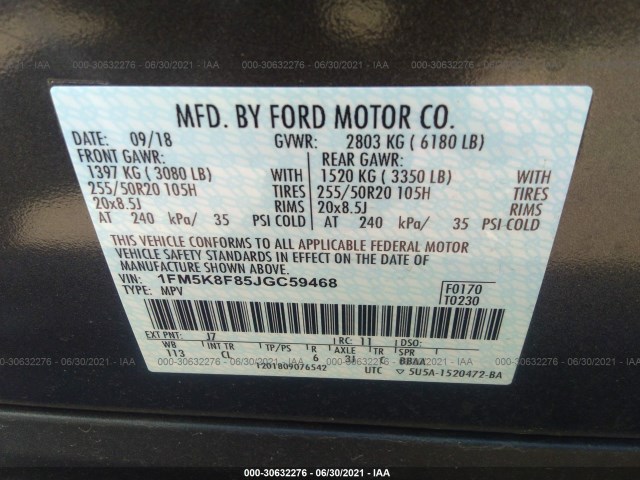 000-30632276 - 06/30/2021 - IAA 000-30632276 - 06/30/2021 - IAA 000-30632276 - 06/30/2021 - IAA
MFD. BY FORD MOTOR CO.
DATE: 09/18 GVWR: 2803 KG ( 6180 LB)
FRONT GAWR: REAR GAWR:
1397 KG ( 3080 LB) 1520 KG ( 3350 LB)
255/50R20 105H TIRES 255/50R20 105H TIRES
20x8.5J RIMS 20x8.5J RIMS
AT 240 kPa/ 35 PSI COLD AT 240 kPa/ 35 PSI COLD
THIS VEHICLE CONFORMS TO ALL APPLICABLE FEDERAL MOTOR
VEHICLE SAFETY STANDARDS IN EFFECT ON THE DATE OF
MANUFACTURE SHOWN ABOVE.
VIN: 1FM5K8F85JGC59468 F0170
TYPE: MPV T0230
EXT PNT: J7 RC: 11 DSO:
WB INT TR TP/PS R AXLE TR SPR
113 CL 6 31 C BBAA
1201809076542 UTC ▽ 5U5A-1520472-BA
000-30632276 - 06/30/2021 - IAA